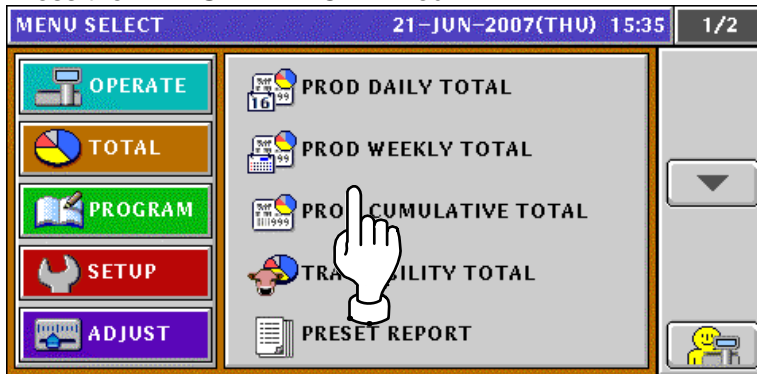 MENU SELECT 21-JUN-2007(THU) 15:35 1/2
OPERATE
TOTAL
PROGRAM
SETUP
ADJUST
PROD DAILY TOTAL
PROD WEEKLY TOTAL
CUMULATIVE TOTAL
TOTAL
PRESET REPORT